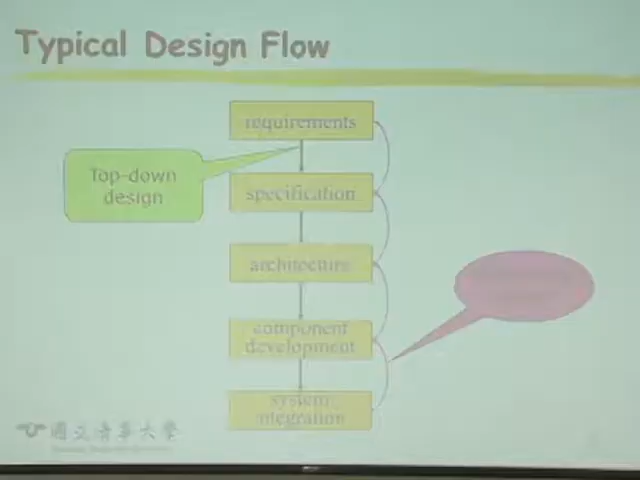 Typical Design Flow
requirements
Top-down
design
specification
architecture
component
development
system
integration
國立清華大學